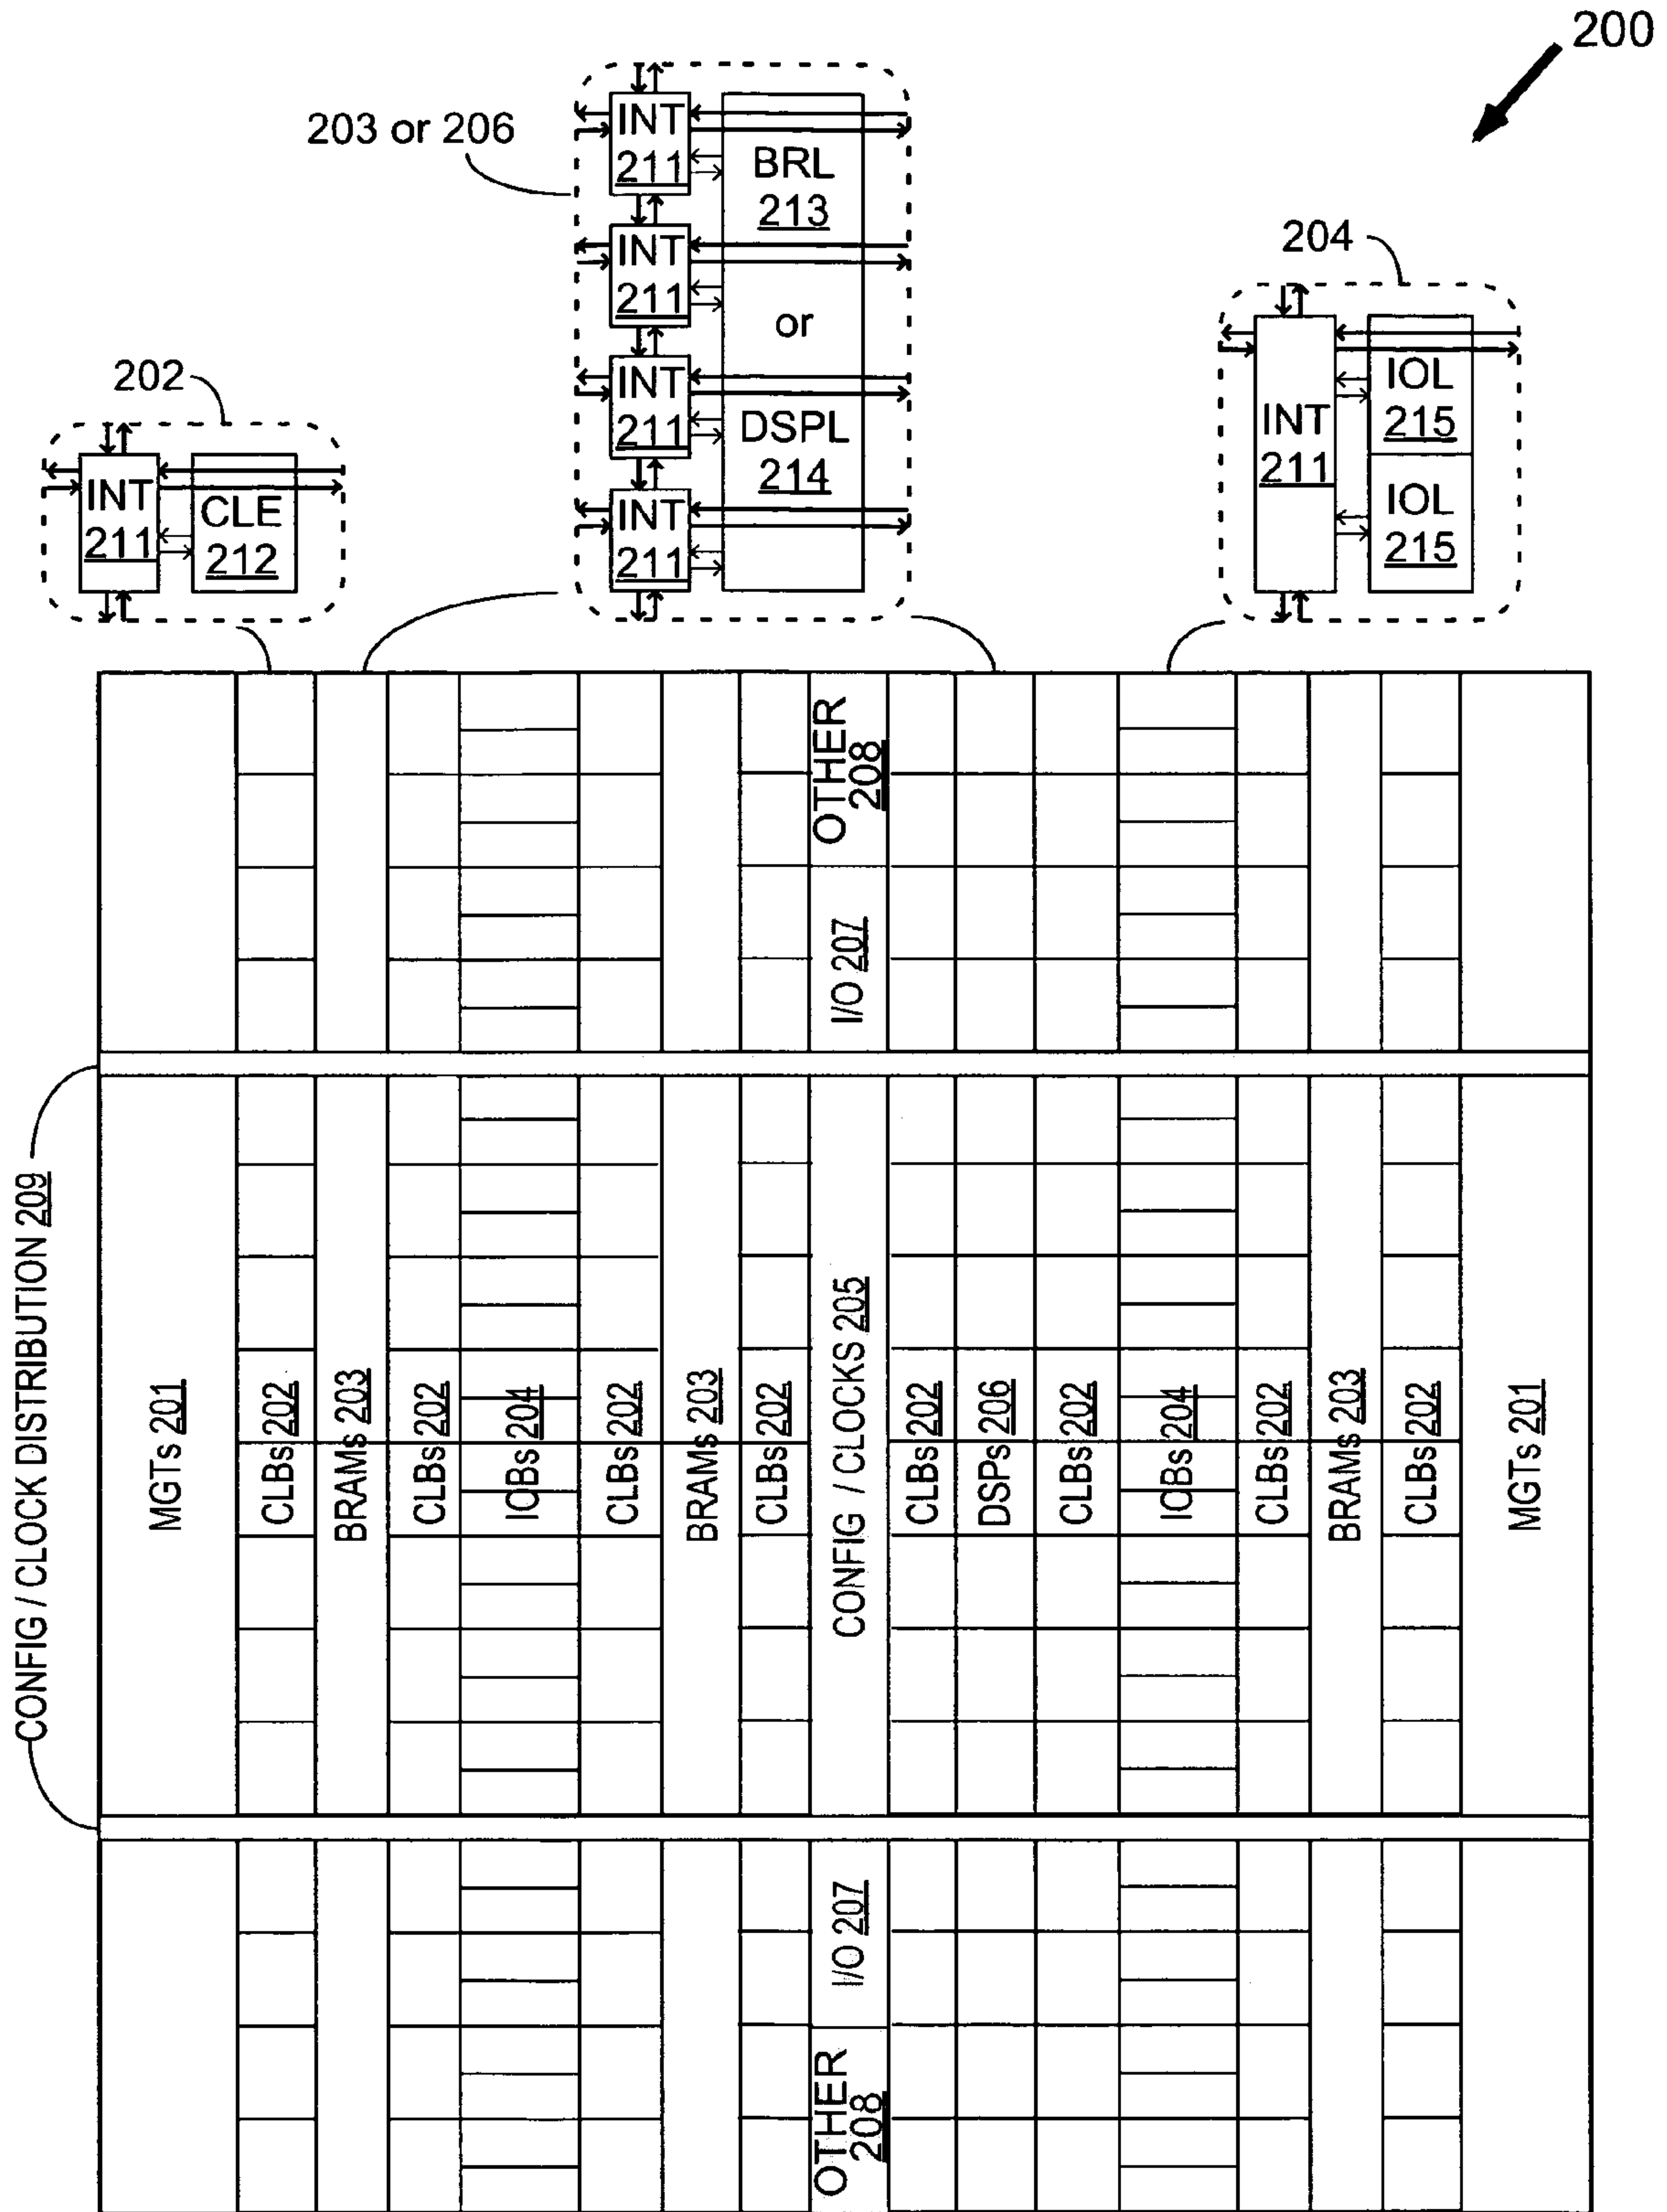 200
203 or 206
INT
211
INT
211
INT
211
INT
211
BRL
213
or
DSPL
214
204
INT
211
IOL
215
IOL
215
202
INT
211
CLE
212
OTHER
208
I/O 207
CONFIG / CLOCK DISTRIBUTION 209
MGTs 201
CLBs 202
BRAMs 203
CLBs 202
IOBs 204
CLBs 202
BRAMs 203
CLBs 202
CONFIG / CLOCKS 205
CLBs 202
DSPs 206
CLBs 202
IOBs 204
CLBs 202
BRAMs 203
CLBs 202
MGTs 201
I/O 207
OTHER
208